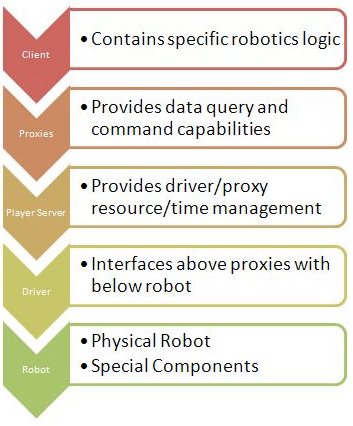 Client
• Contains specific robotics logic
Proxies
• Provides data query and
command capabilities
Player Server
• Provides driver/proxy
resource/time management
Driver
• Interfaces above proxies with
below robot
Robot
• Physical Robot
• Special Components